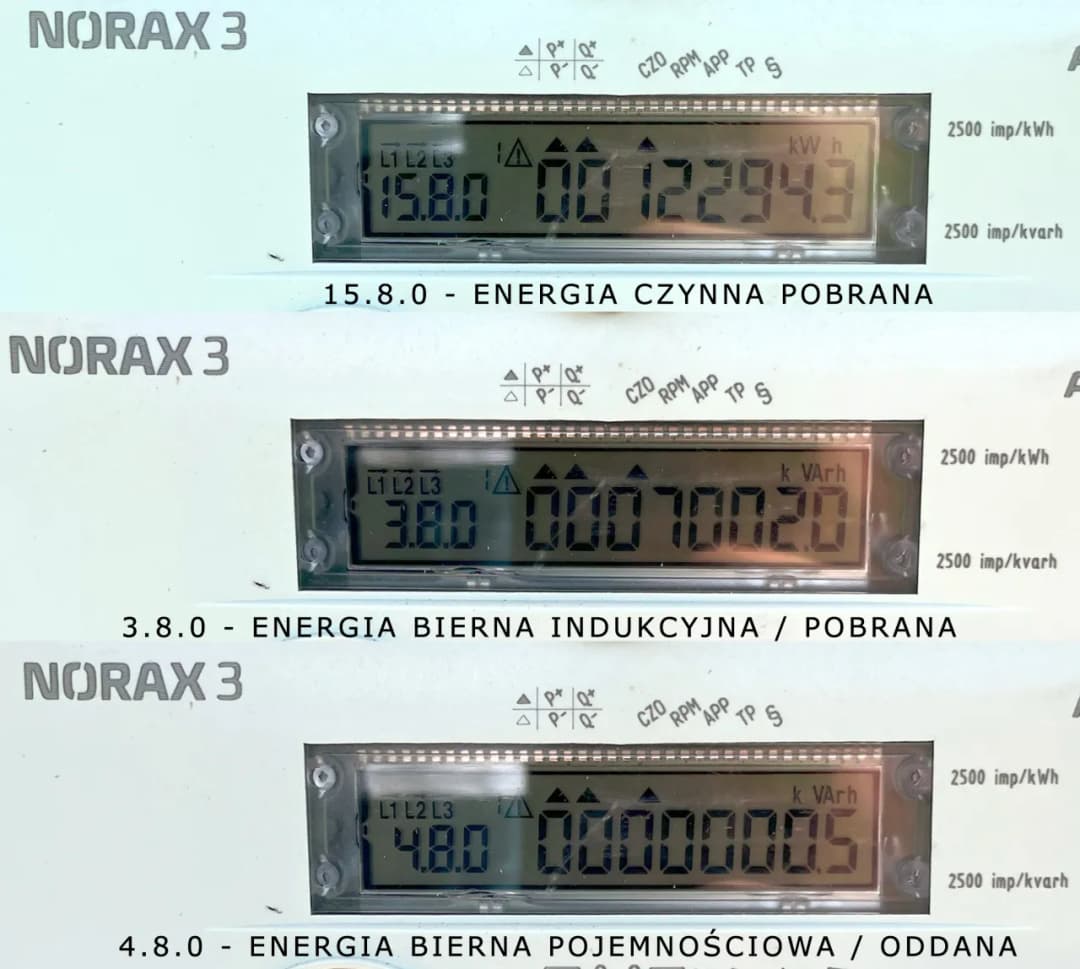 NORAX 3
P+ Q+
P- Q-
CZO RPM APP TP §
2500 imp/kWh
L1 L2 L3
kW h
15.8.0 0012294.3
2500 imp/kvarh
15.8.0 - ENERGIA CZYNNA POBRANA
NORAX 3
P+ Q+
P- Q-
CZO RPM APP TP §
2500 imp/kWh
L1 L2 L3
k VArh
3.8.0 0007002.0
2500 imp/kvarh
3.8.0 - ENERGIA BIERNA INDUKCYJNA / POBRANA
NORAX 3
P+ Q+
P- Q-
CZO RPM APP TP §
2500 imp/kWh
L1 L2 L3
k VArh
4.8.0 0000000.5
2500 imp/kvarh
4.8.0 - ENERGIA BIERNA POJEMNOŚCIOWA / ODDANA